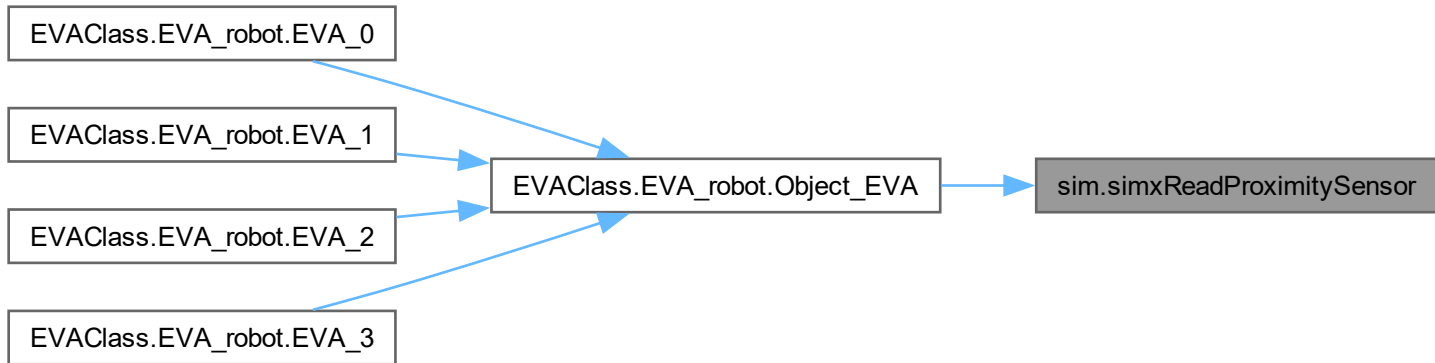 EVAClass.EVA_robot.EVA_0
EVAClass.EVA_robot.EVA_1
EVAClass.EVA_robot.EVA_2
EVAClass.EVA_robot.EVA_3
EVAClass.EVA_robot.Object_EVA
sim.simxReadProximitySensor